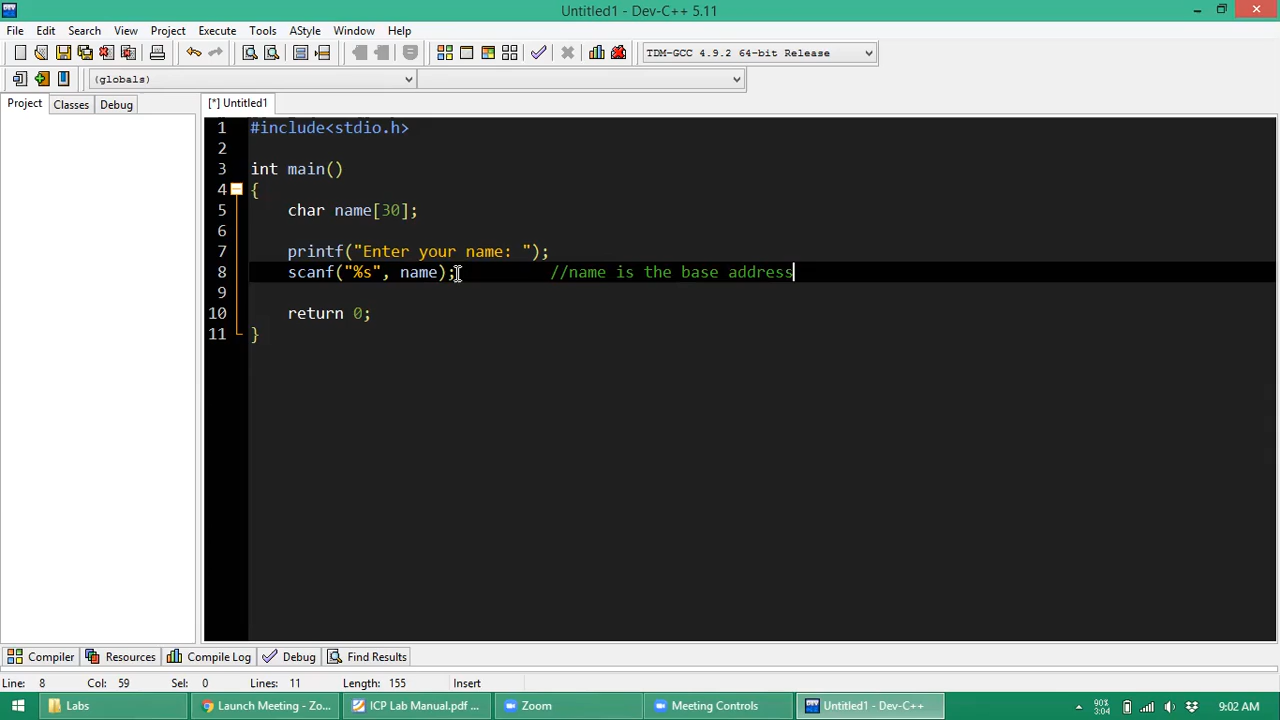 Untitled1 - Dev-C++ 5.11
File Edit Search View Project Execute Tools AStyle Window Help
TDM-GCC 4.9.2 64-bit Release
(globals)
Project Classes Debug [*] Untitled1
1 #include<stdio.h>
2
3 int main()
4 {
5 char name[30];
6
7 printf("Enter your name: ");
8 scanf("%s", name); //name is the base address
9
10 return 0;
11 }
Compiler Resources Compile Log Debug Find Results
Line: 8 Col: 59 Sel: 0 Lines: 11 Length: 155 Insert
Labs Launch Meeting - Zo... ICP Lab Manual.pdf ... Zoom Meeting Controls Untitled1 - Dev-C++ 90% 3:04 9:02 AM